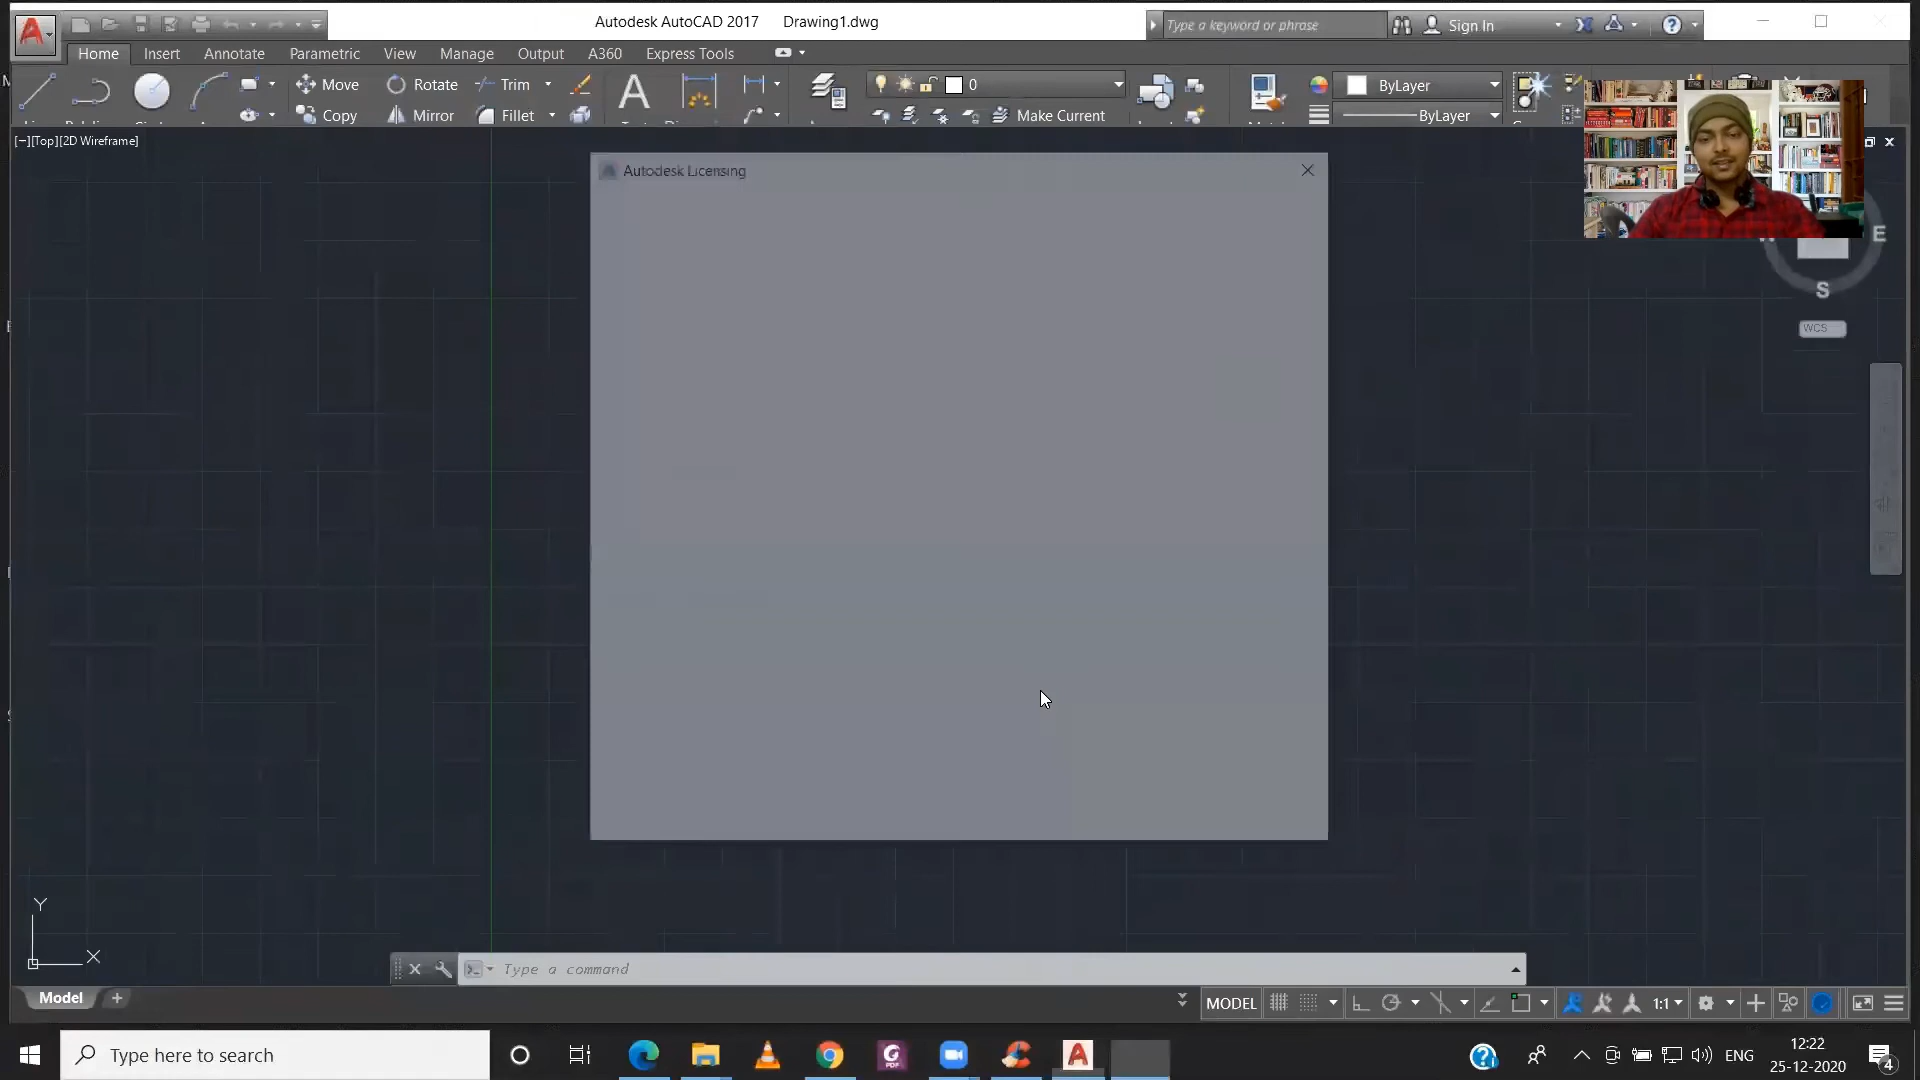 Autodesk AutoCAD 2017 Drawing1.dwg
Type a keyword or phrase
Sign In
Home Insert Annotate Parametric View Manage Output A360 Express Tools
Move Rotate Trim
0
ByLayer
Copy Mirror Fillet
Make Current
ByLayer
[−][Top][2D Wireframe]
Autodesk Licensing
E
S
WCS
Y
X
Type a command
Model
MODEL
1:1
Type here to search
ENG
12:22
25-12-2020
4